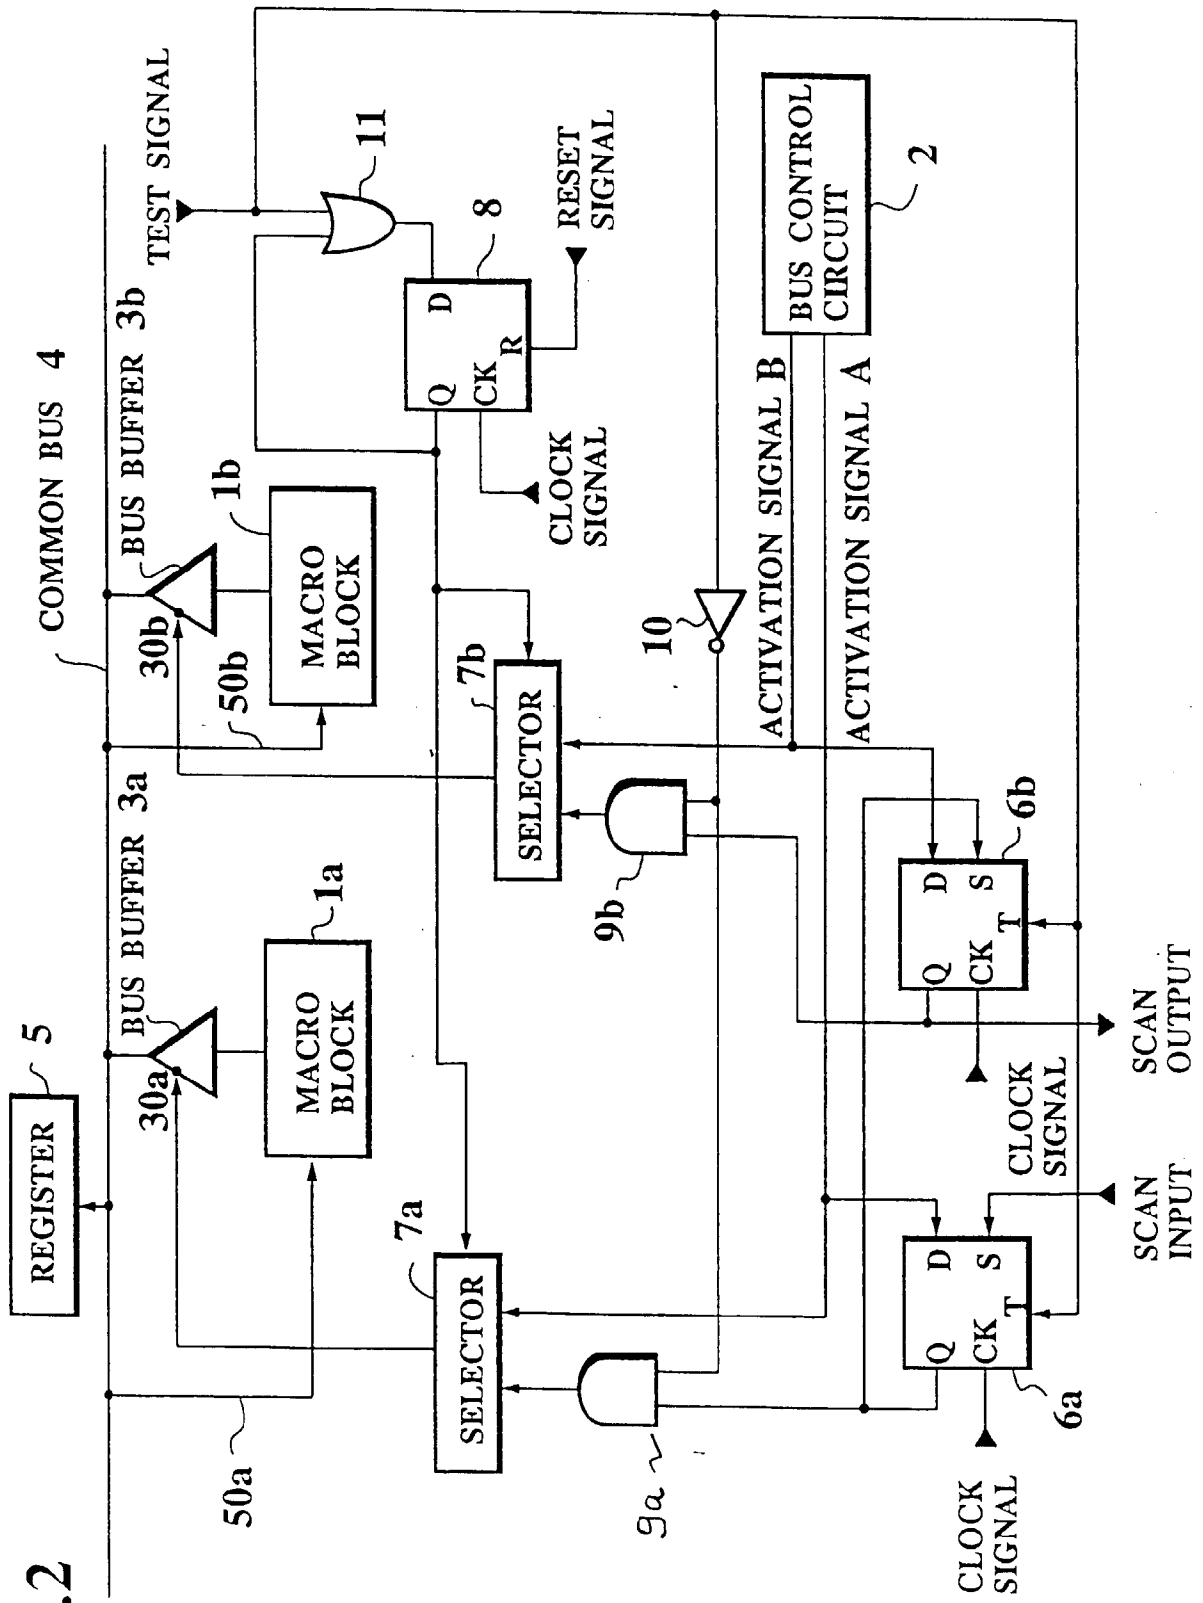 .2
REGISTER
5
COMMON BUS 4
BUS BUFFER 3a
BUS BUFFER 3b
TEST SIGNAL
30a
30b
50a
50b
MACRO
BLOCK
1a
MACRO
BLOCK
1b
11
Q
D
CK
R
8
CLOCK
SIGNAL
RESET
SIGNAL
SELECTOR
7a
SELECTOR
7b
9a
9b
10
ACTIVATION SIGNAL B
ACTIVATION SIGNAL A
BUS CONTROL
CIRCUIT
2
Q
D
CK
S
T
6a
Q
D
CK
S
T
6b
CLOCK
SIGNAL
CLOCK
SIGNAL
SCAN
INPUT
SCAN
OUTPUT